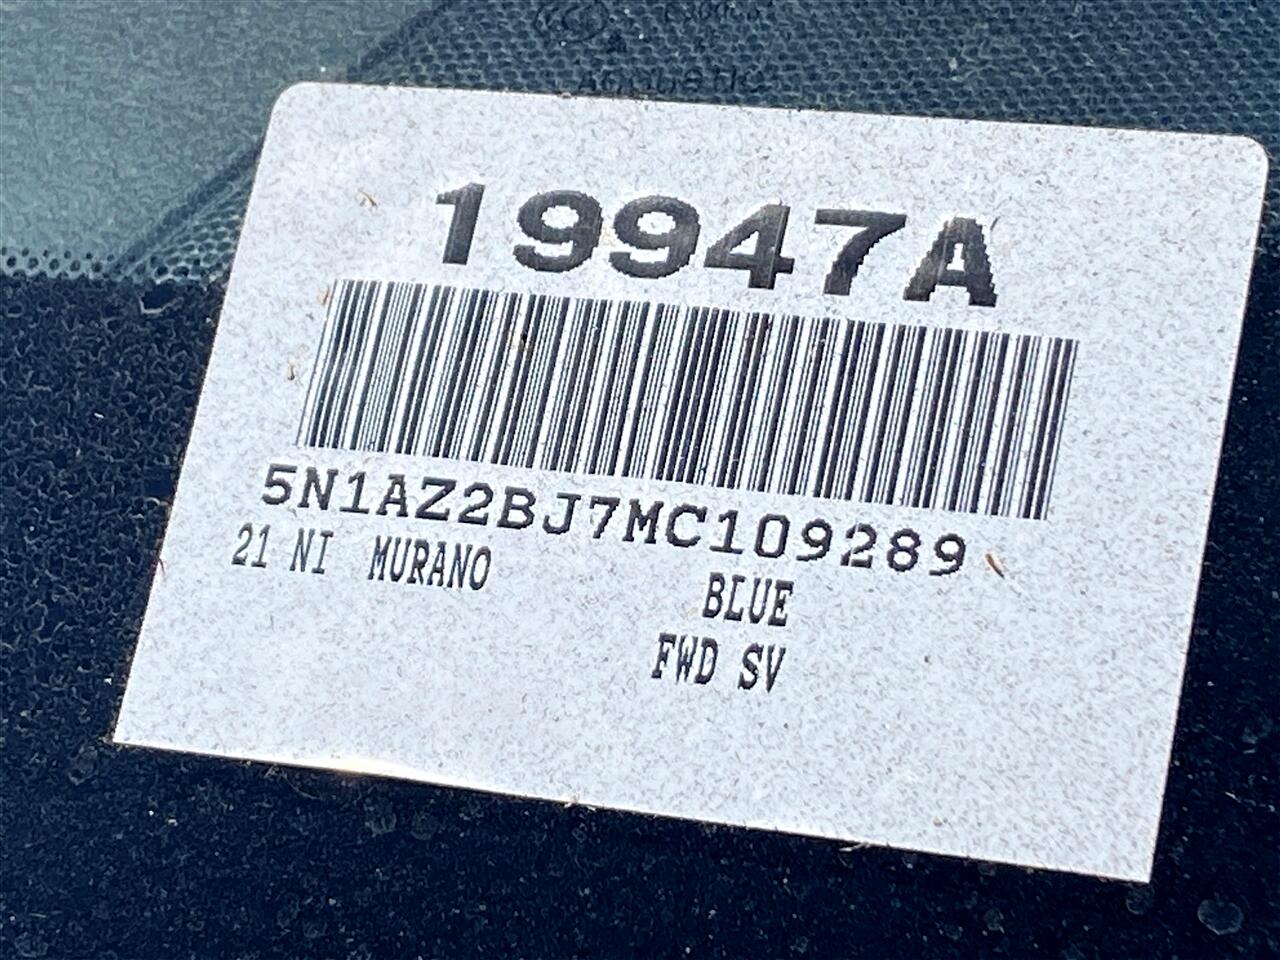 19947A
5N1AZ2BJ7MC109289
21 NI MURANO
BLUE
FWD SV